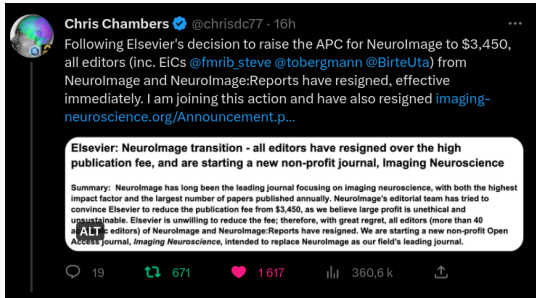 Chris Chambers @chrisdc77 · 16h
Following Elsevier's decision to raise the APC for NeuroImage to $3,450,
all editors (inc. EiCs @fmrib_steve @tobergmann @BirteUta) from
NeuroImage and NeuroImage:Reports have resigned, effective
immediately. I am joining this action and have also resigned imaging-
neuroscience.org/Announcement.p...
Elsevier: NeuroImage transition - all editors have resigned over the high
publication fee, and are starting a new non-profit journal, Imaging Neuroscience
Summary: NeuroImage has long been the leading journal focusing on imaging neuroscience, with both the highest
impact factor and the largest number of papers published annually. NeuroImage's editorial team has tried to
convince Elsevier to reduce the publication fee from $3,450, as we believe large profit is unethical and
unsustainable. Elsevier is unwilling to reduce the fee; therefore, with great regret, all editors (more than 40
editors) of NeuroImage and NeuroImage:Reports have resigned. We are starting a new non-profit Open
Access journal, Imaging Neuroscience, intended to replace NeuroImage as our field's leading journal.
ALT
19 671 1 617 360,6 k